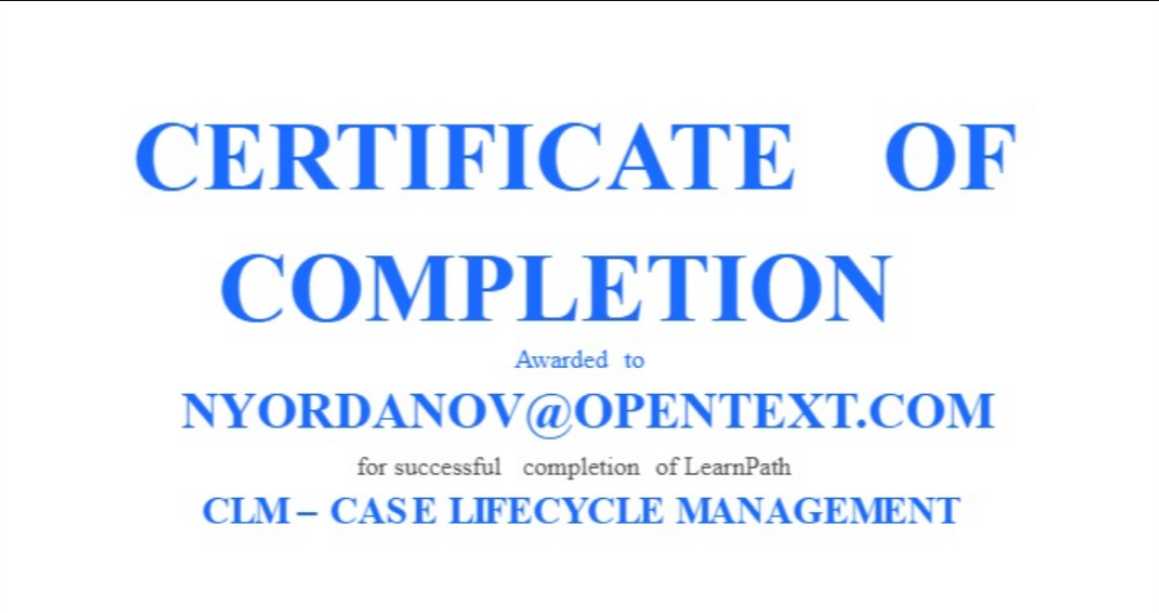 CERTIFICATE OF
COMPLETION
Awarded to
NYORDANOV@OPENTEXT.COM
for successful completion of LearnPath
CLM – CASE LIFECYCLE MANAGEMENT